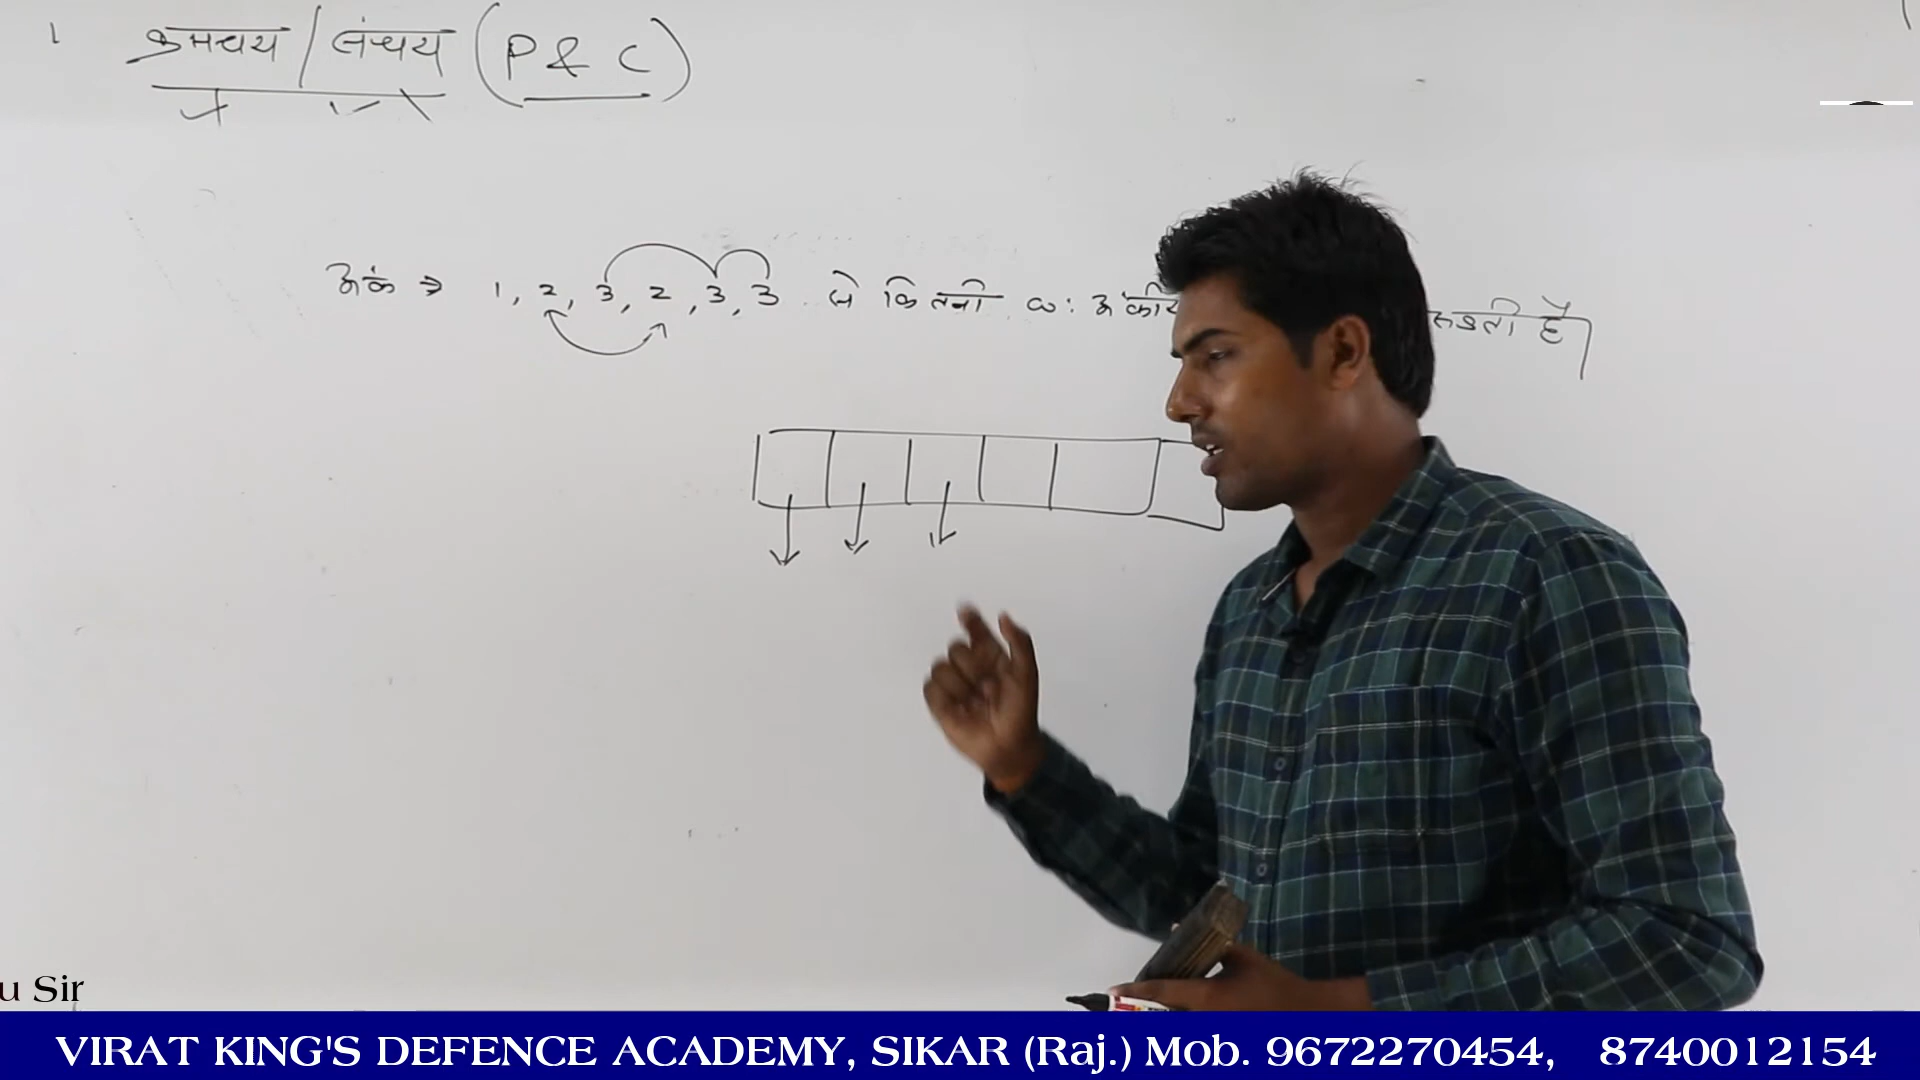 1 क्रमचय / संचय (P & C)
अंक ⇒ 1, 2, 3, 2, 3, 3 से कितनी छः अंकीय सकती है
u Sir
VIRAT KING'S DEFENCE ACADEMY, SIKAR (Raj.) Mob. 9672270454, 8740012154